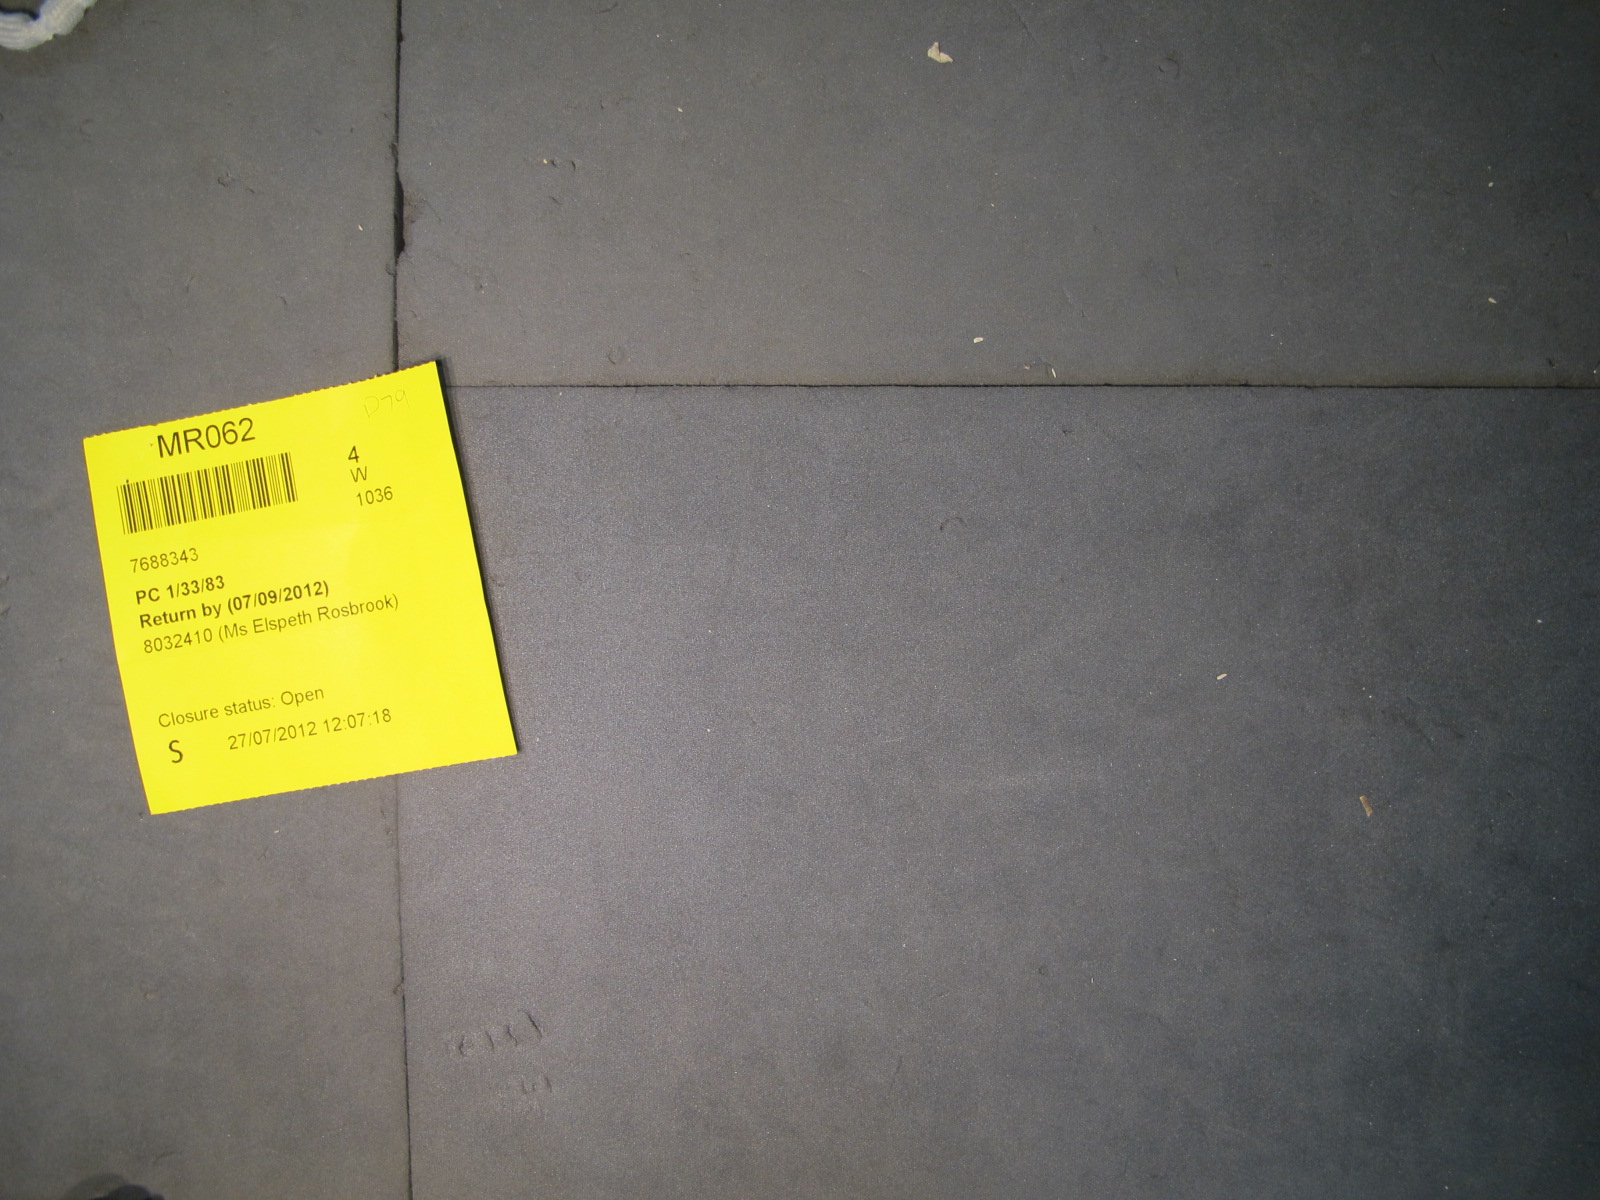 D79
MR062
4
W
1036
7688343
PC 1/33/83
Return by (07/09/2012)
8032410 (Ms Elspeth Rosbrook)
Closure status: Open
S 27/07/2012 12:07:18